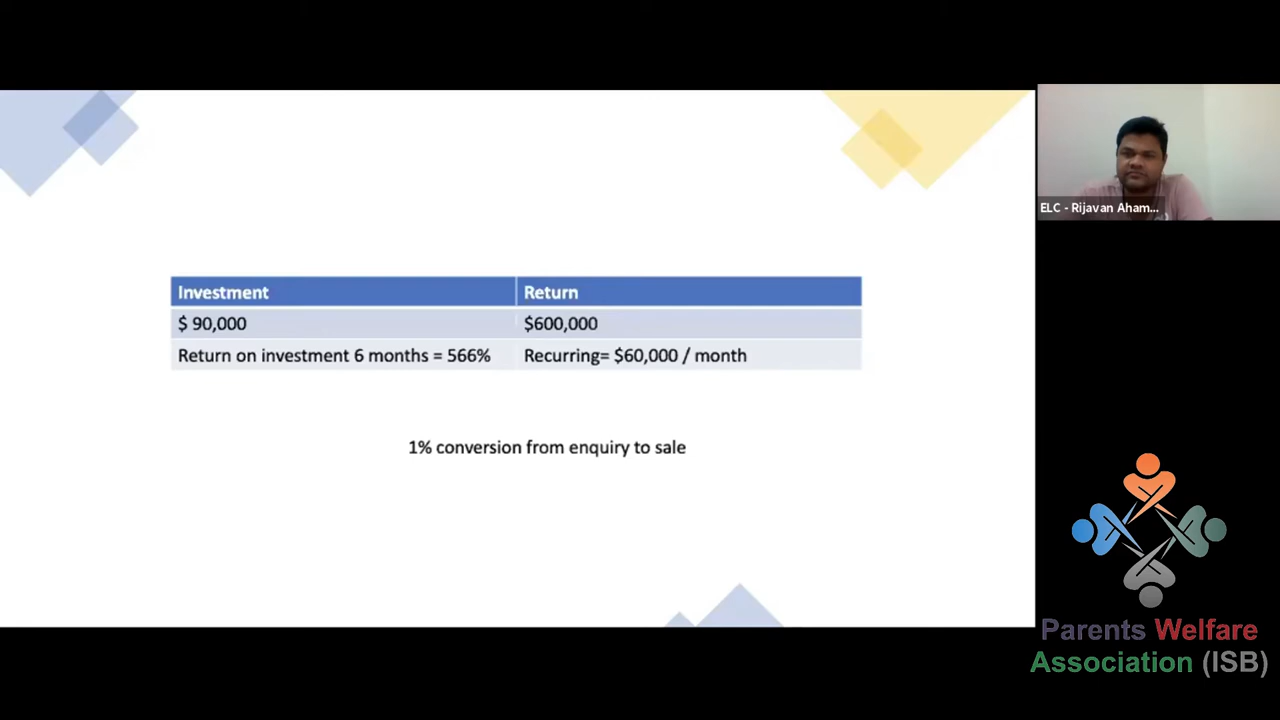 Investment
Return
$ 90,000
$600,000
Return on investment 6 months = 566%
Recurring= $60,000 / month
1% conversion from enquiry to sale
ELC - Rijavan Aham...
Parents Welfare
Association (ISB)